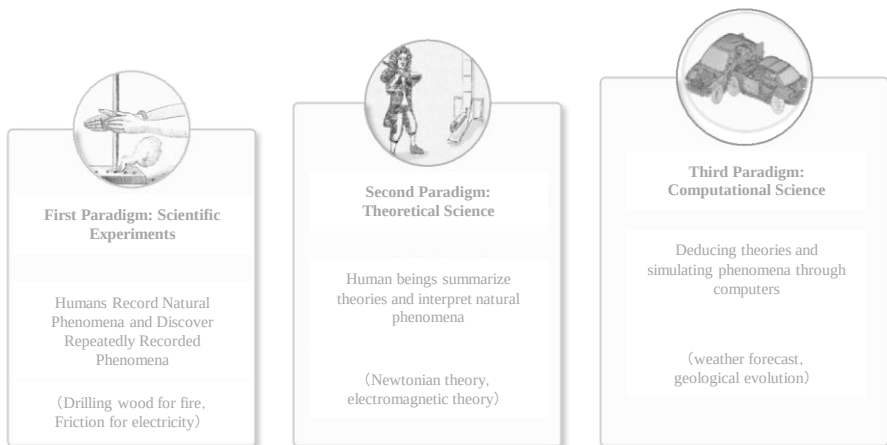 First Paradigm: Scientific
Experiments
Humans Record Natural
Phenomena and Discover
Repeatedly Recorded
Phenomena
（Drilling wood for fire,
Friction for electricity）
Second Paradigm:
Theoretical Science
Human beings summarize
theories and interpret natural
phenomena
（Newtonian theory,
electromagnetic theory）
Third Paradigm:
Computational Science
Deducing theories and
simulating phenomena through
computers
（weather forecast,
geological evolution）